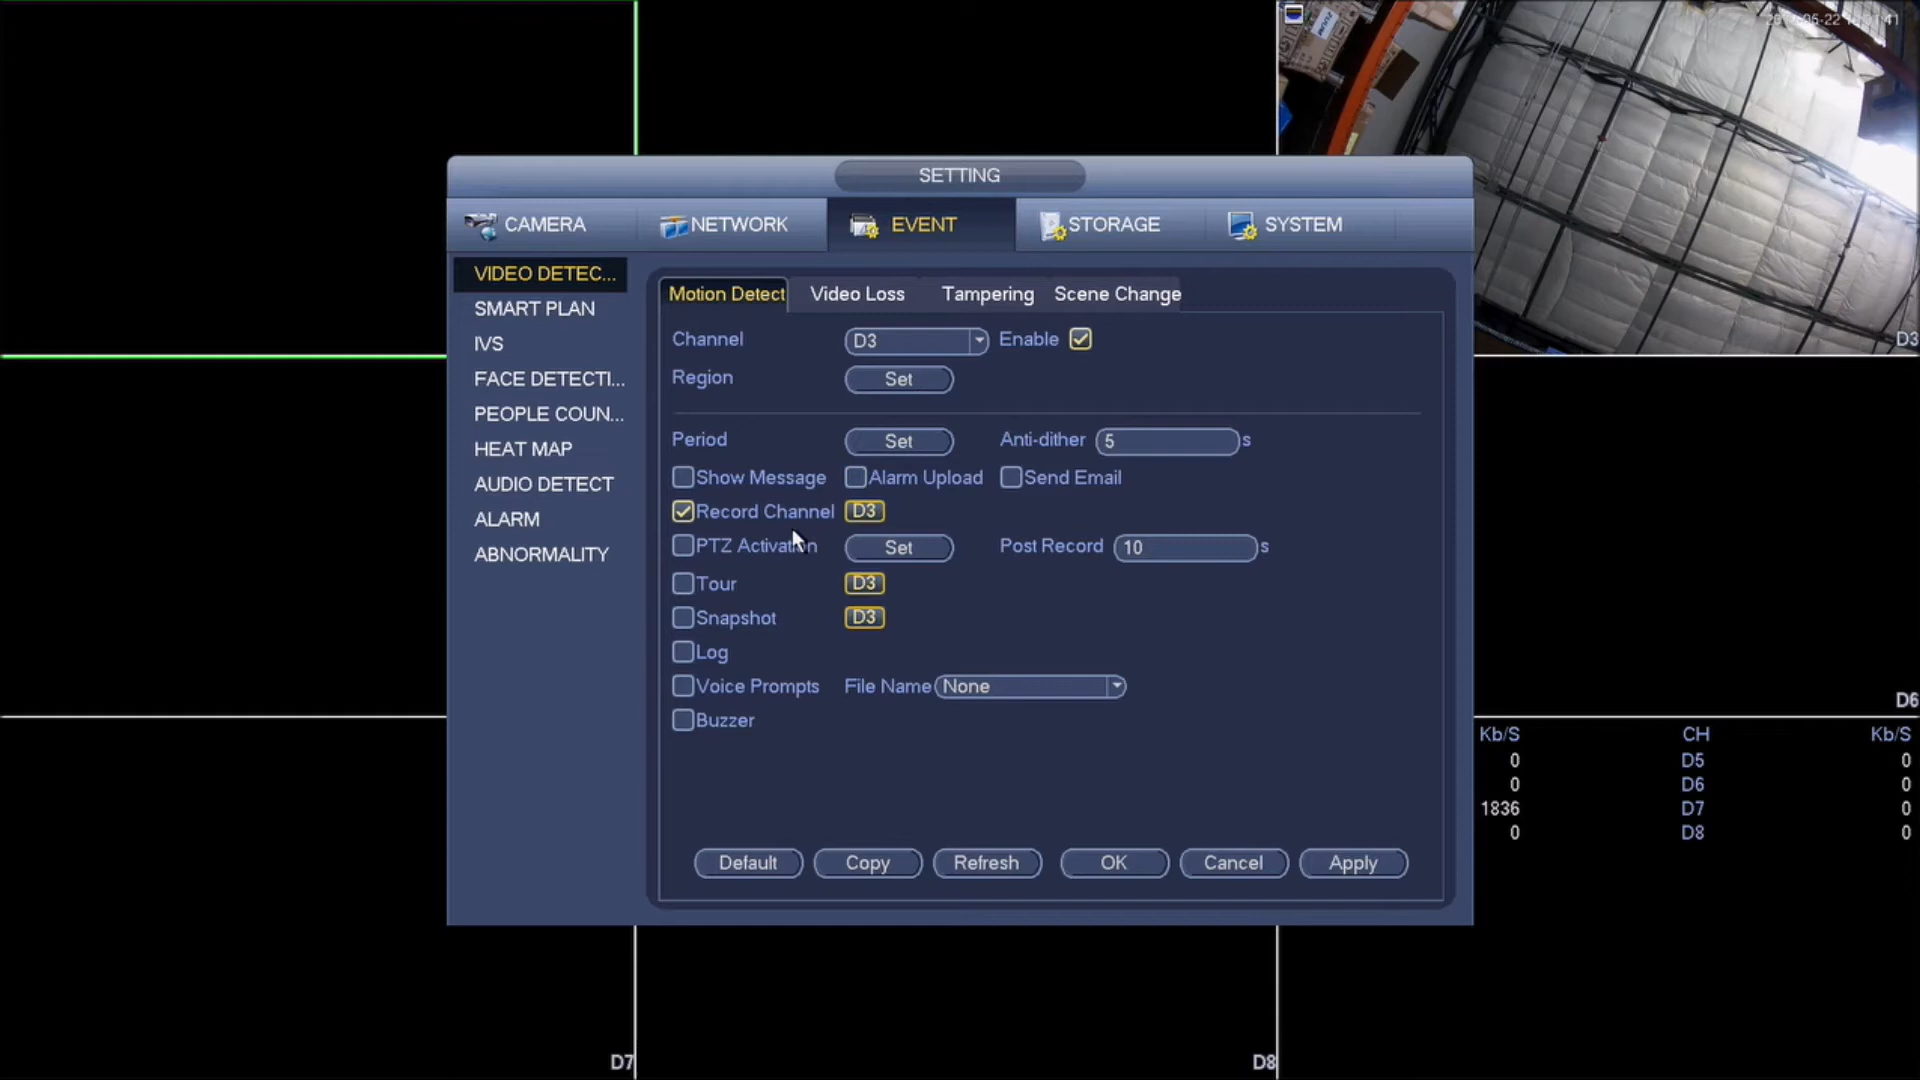 SETTING
CAMERA NETWORK EVENT STORAGE SYSTEM
VIDEO DETEC...
SMART PLAN
IVS
FACE DETECTI...
PEOPLE COUN...
HEAT MAP
AUDIO DETECT
ALARM
ABNORMALITY
Motion Detect Video Loss Tampering Scene Change
Channel D3 Enable
Region Set
Period Set Anti-dither 5 s
Show Message Alarm Upload Send Email
Record Channel D3
PTZ Activation Set Post Record 10 s
Tour D3
Snapshot D3
Log
Voice Prompts File Name None
Buzzer
Default Copy Refresh OK Cancel Apply
D3
D6
Kb/S CH Kb/S
0 D5 0
0 D6 0
1836 D7 0
0 D8 0
D7 D8